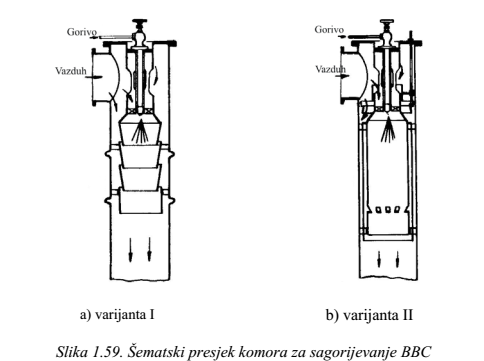 Gorivo
Vazduh
Gorivo
Vazduh
a) varijanta I
b) varijanta II
Slika 1.59. Šematski presjek komora za sagorijevanje BBC